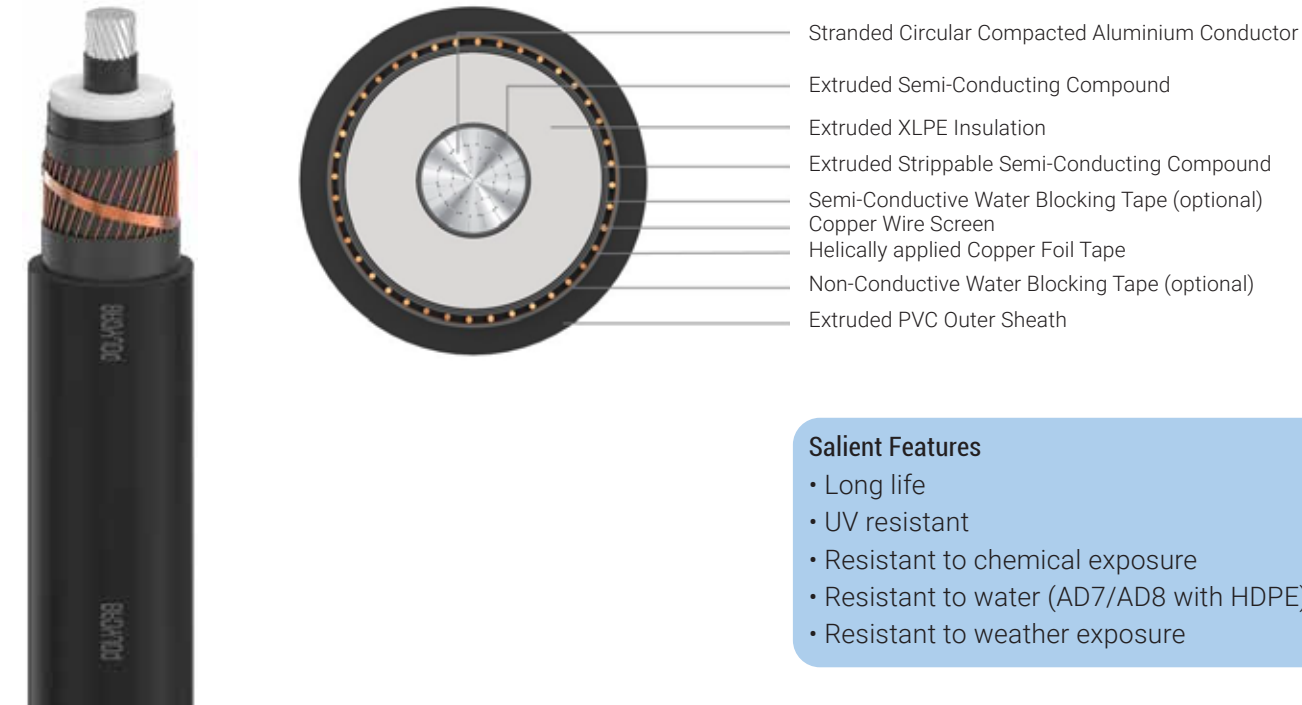 Stranded Circular Compacted Aluminium Conductor
Extruded Semi-Conducting Compound
Extruded XLPE Insulation
Extruded Strippable Semi-Conducting Compound
Semi-Conductive Water Blocking Tape (optional)
Copper Wire Screen
Helically applied Copper Foil Tape
Non-Conductive Water Blocking Tape (optional)
Extruded PVC Outer Sheath
POLYCAB
POLYCAB
Salient Features
• Long life
• UV resistant
• Resistant to chemical exposure
• Resistant to water (AD7/AD8 with HDPE)
• Resistant to weather exposure